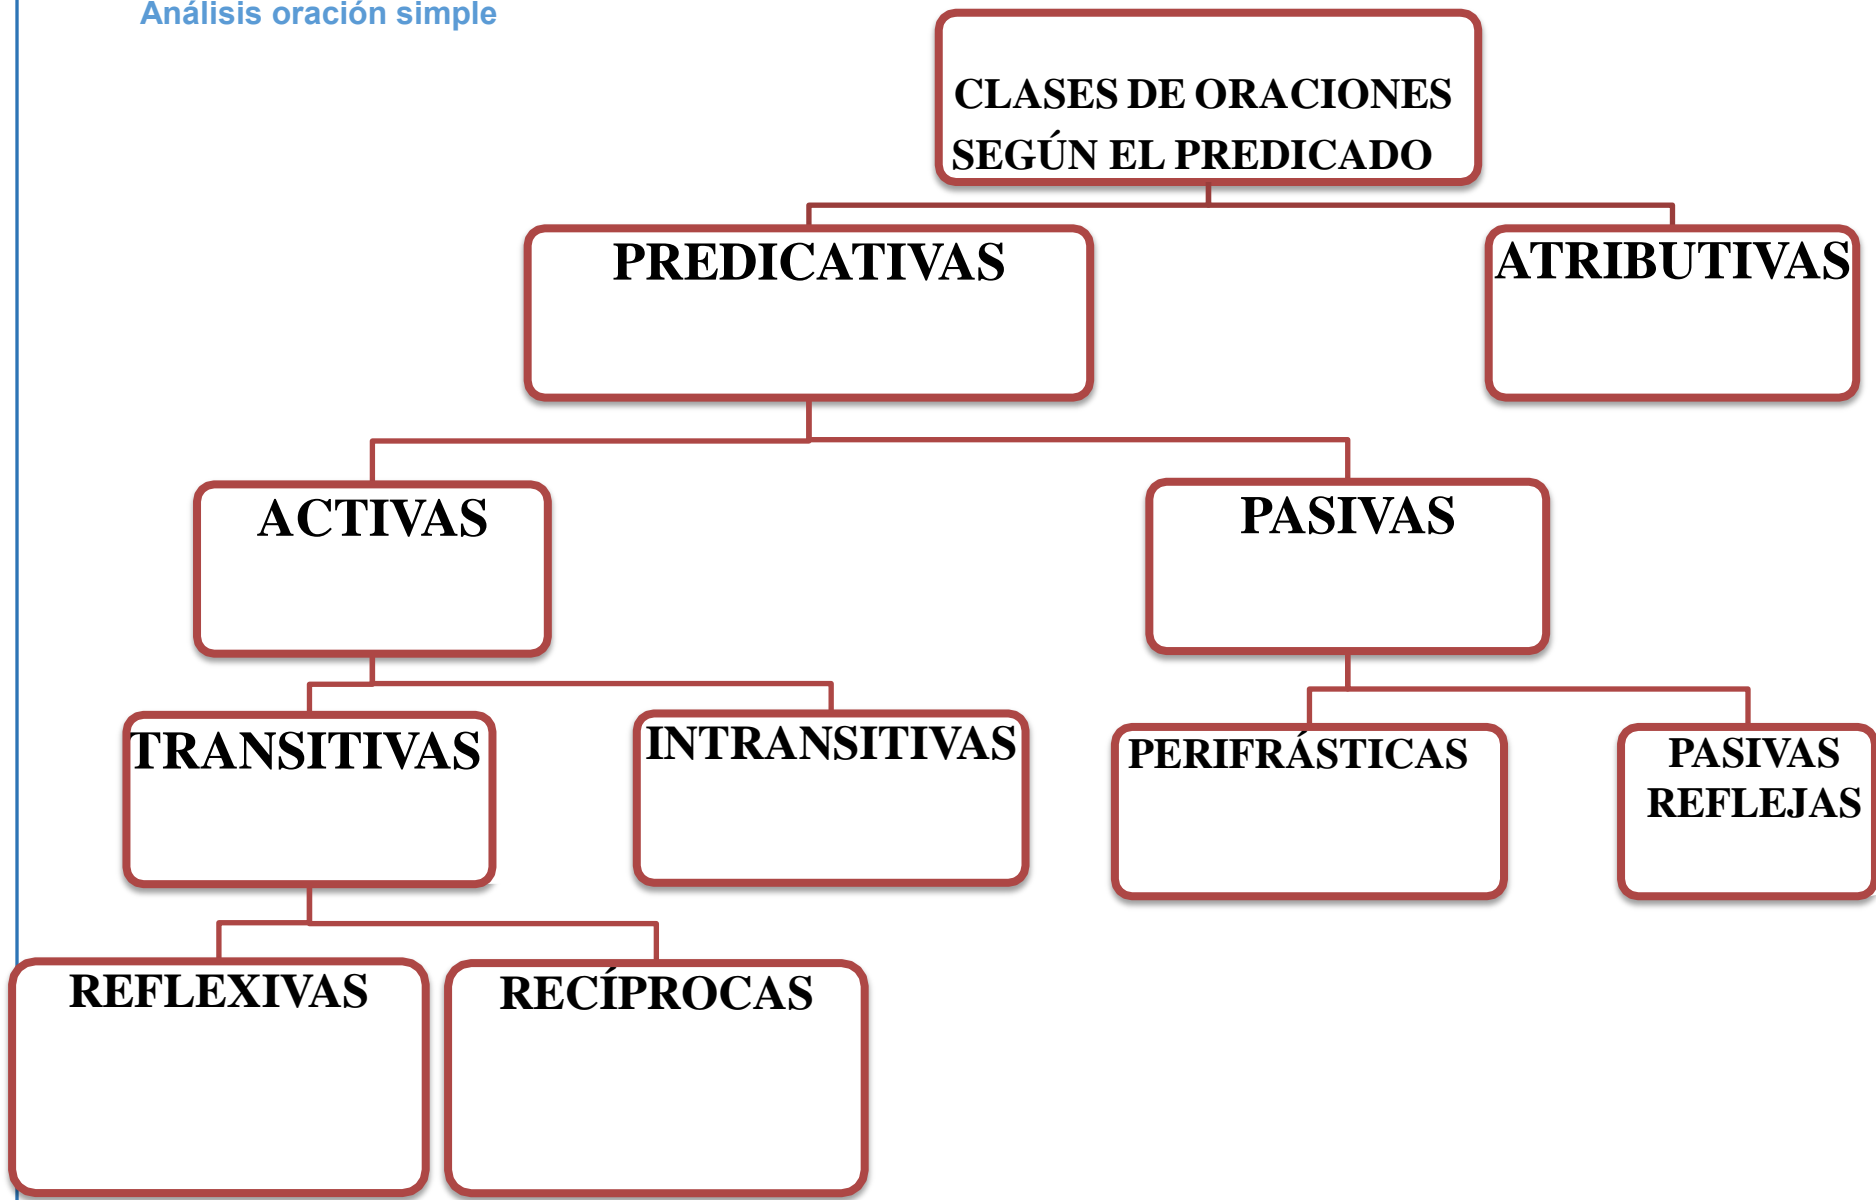 Análisis oración simple
CLASES DE ORACIONES
SEGÚN EL PREDICADO
PREDICATIVAS
ATRIBUTIVAS
ACTIVAS
PASIVAS
TRANSITIVAS
INTRANSITIVAS
PERIFRÁSTICAS
PASIVAS
REFLEJAS
REFLEXIVAS
RECÍPROCAS